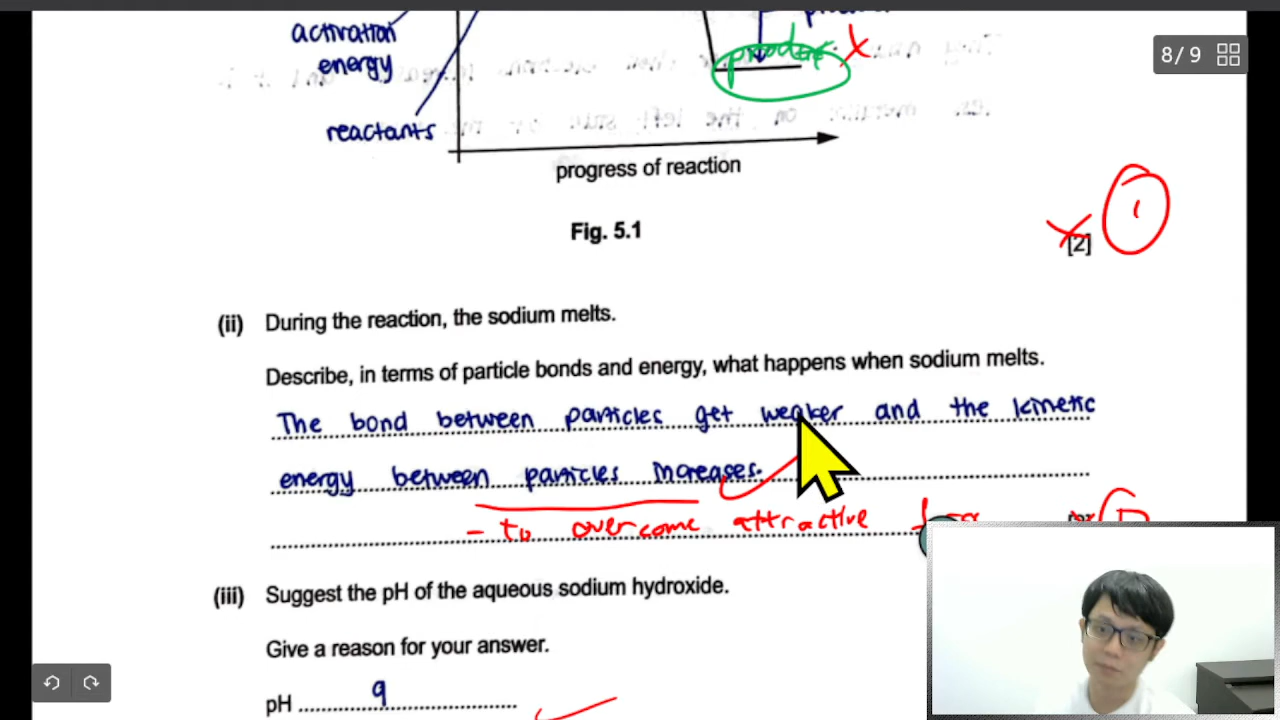 activation
energy
product
X
8/9
reactants
progress of reaction
Fig. 5.1
1
[2]
(ii) During the reaction, the sodium melts.
Describe, in terms of particle bonds and energy, what happens when sodium melts.
The bond between particles get weaker and the kinetic
energy between particles increases.
- to overcome attractive
(iii) Suggest the pH of the aqueous sodium hydroxide.
Give a reason for your answer.
pH 9